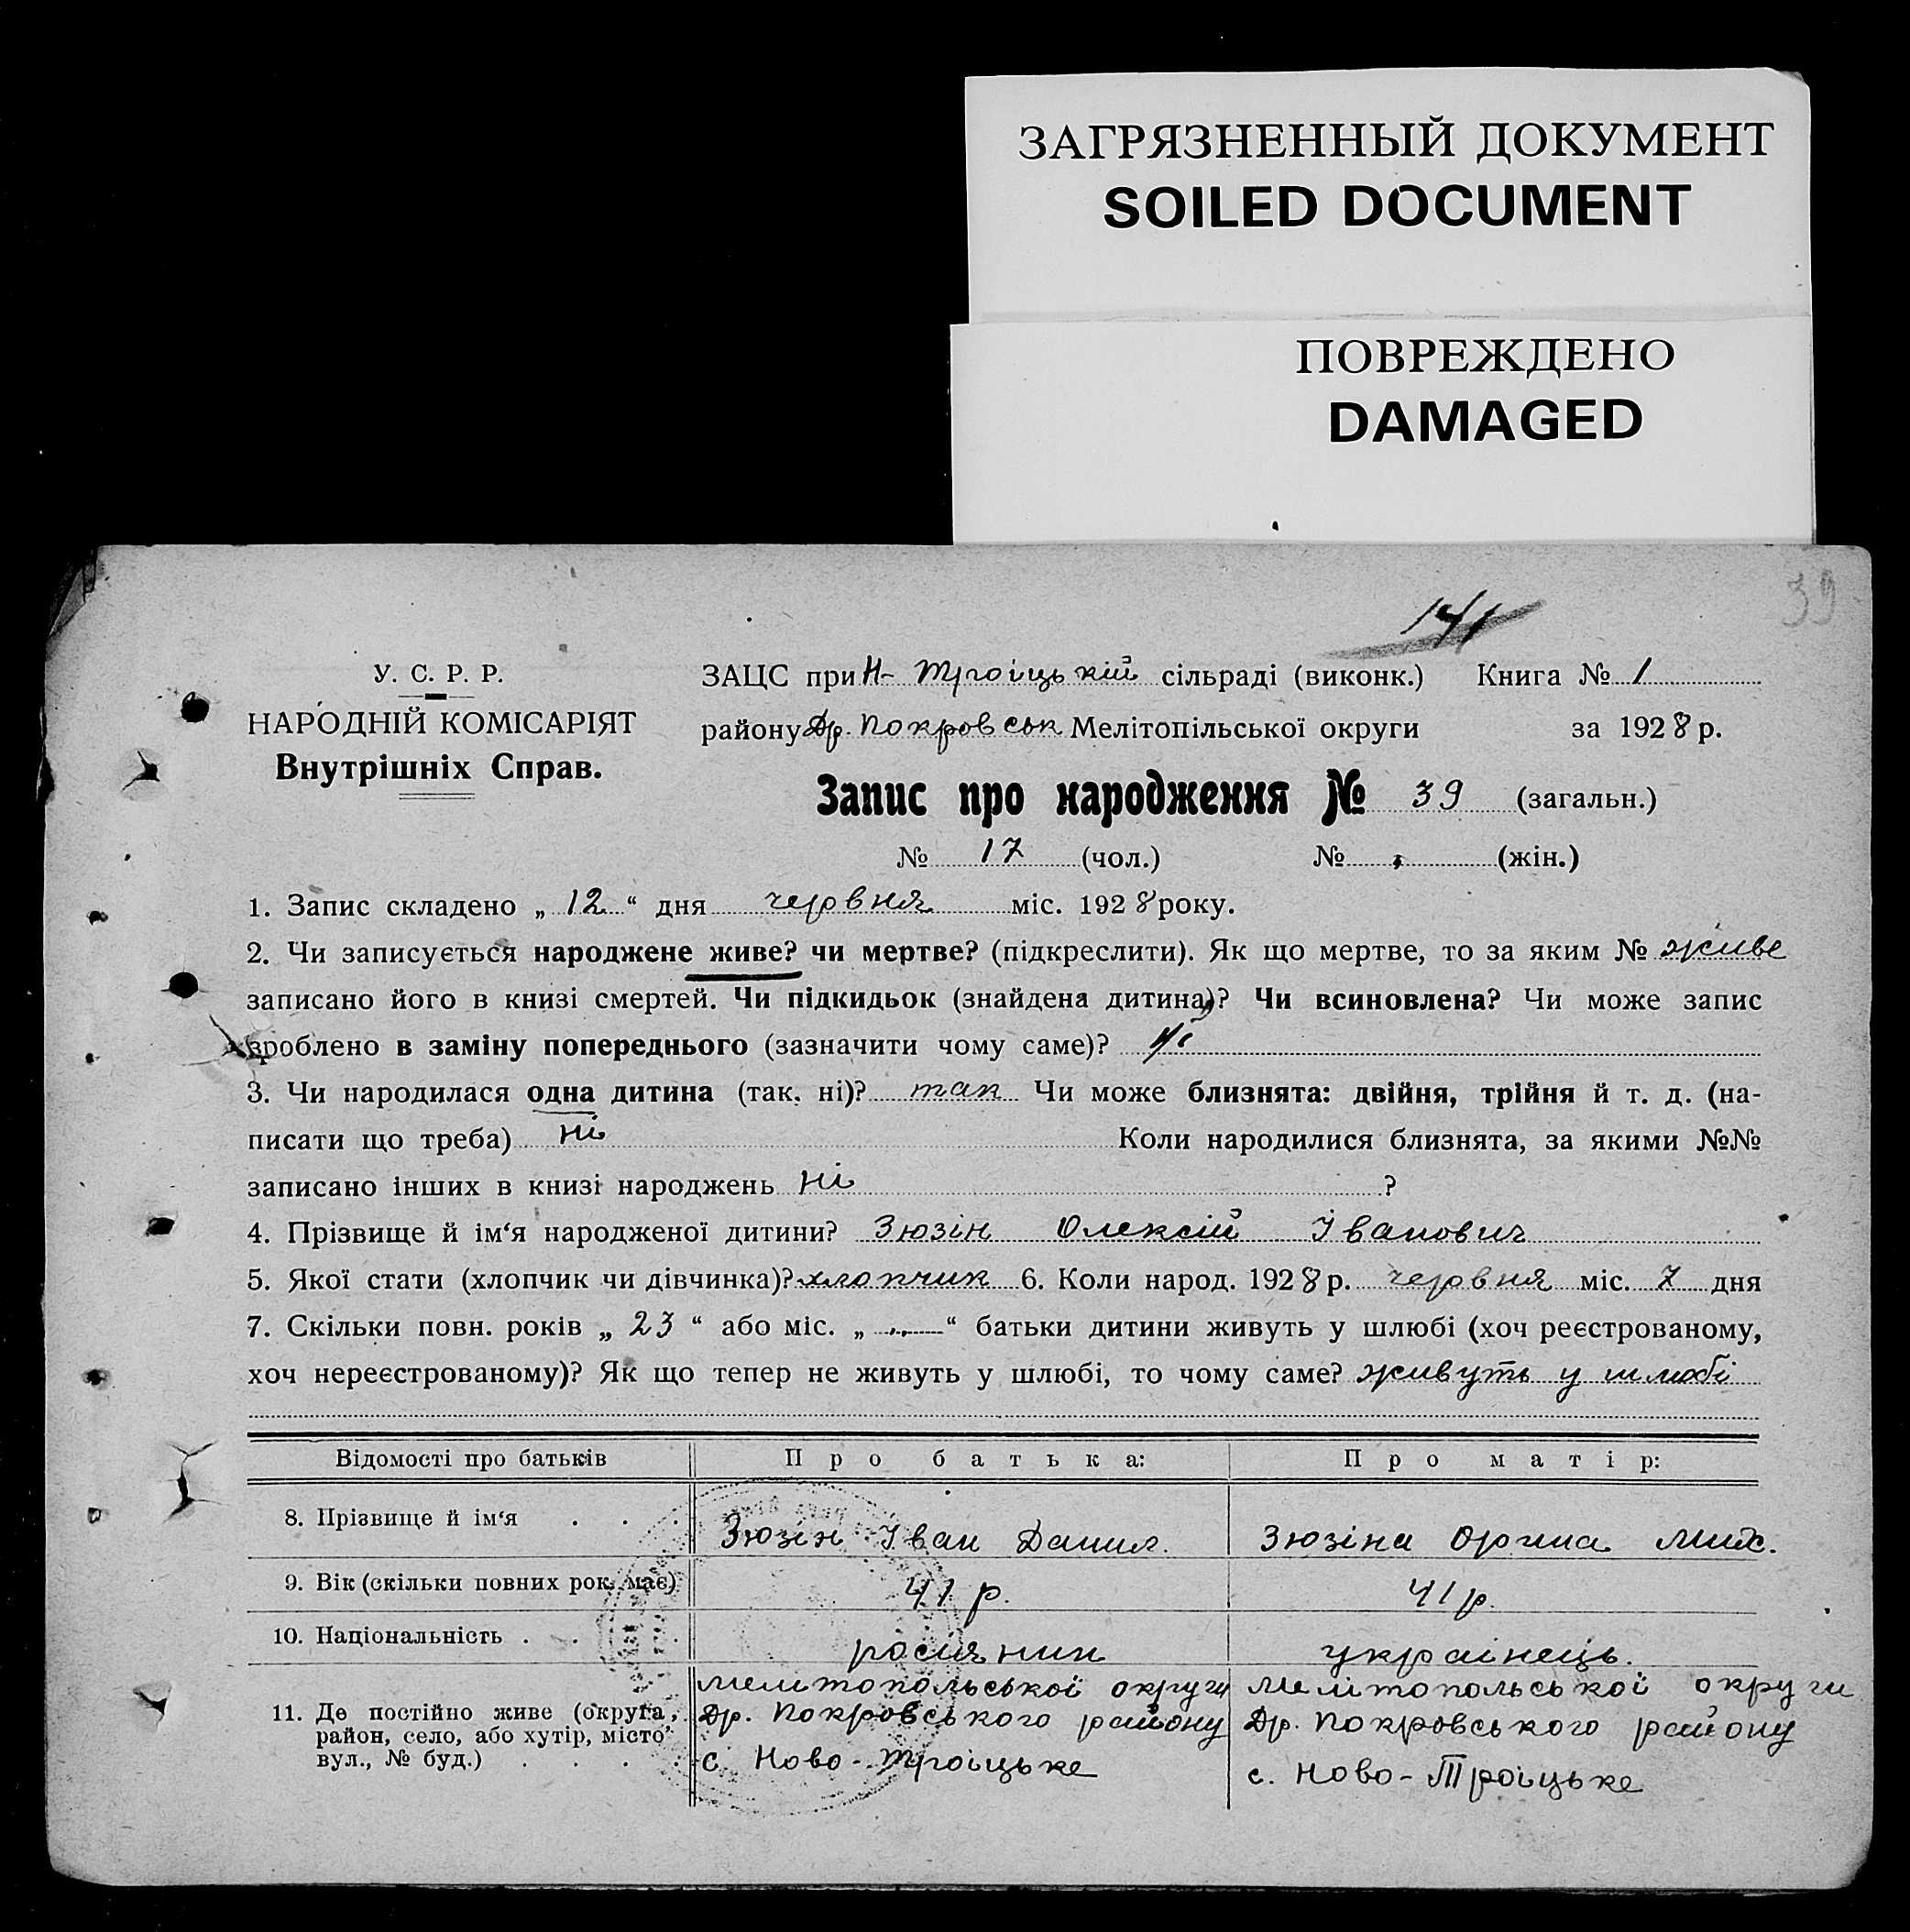 ЗАГРЯЗНЕННЫЙ ДОКУМЕНТ
SOILED DOCUMENT
ПОВРЕЖДЕНО
DAMAGED
39
141
У. С. Р. Р.
НАРОДНІЙ КОМІСАРІЯТ
Внутрішніх Справ.
ЗАЦС при Н-Троіцькій сільраді (виконк.) Книга № 1
району Др. Покровськ Мелітопільської округи за 1928 р.
Запис про народження № 39 (загальн.)
№ 17 (чол.) № (жін.)
1. Запис складено „ 12 “ дня червня міс. 1928 року.
2. Чи записується народжене живе? чи мертве? (підкреслити). Як що мертве, то за яким № живе
записано його в книзі смертей. Чи підкидьок (знайдена дитина)? Чи всиновлена? Чи може запис
зроблено в заміну попереднього (зазначити чому саме)? ні
3. Чи народилася одна дитина (так, ні)? так Чи може близнята: двійня, трійня й т. д. (на-
писати що треба) ні Коли народилися близнята, за якими №№
записано інших в книзі народжень ні ?
4. Прізвище й ім‘я народженої дитини? Зюзін Олексій Іванович
5. Якої стати (хлопчик чи дівчинка)? хлопчик 6. Коли народ. 1928 р. червня міс. 7 дня
7. Скільки повн. років „ 23 “ або міс. „ — “ батьки дитини живуть у шлюбі (хоч реєстрованому,
хоч нереєстрованому)? Як що тепер не живуть у шлюбі, то чому саме? живуть у шлюбі
Відомості про батьків Про батька: Про матір:
8. Прізвище й ім‘я . . . Зюзін Іван Данил. Зюзіна Орина Мих.
9. Вік (скільки повних рок. має) 41 р. 41 р.
10. Національність . . . росіянин украінець.
11. Де постійно живе (округа, район, село, або хутір, місто вул., № буд.) . . . .
Мелітопольської округи
Др. Покровського району
с. Ново-Троіцьке
Мелітопольської округи
Др. Покровського району
с. Ново-Троіцьке